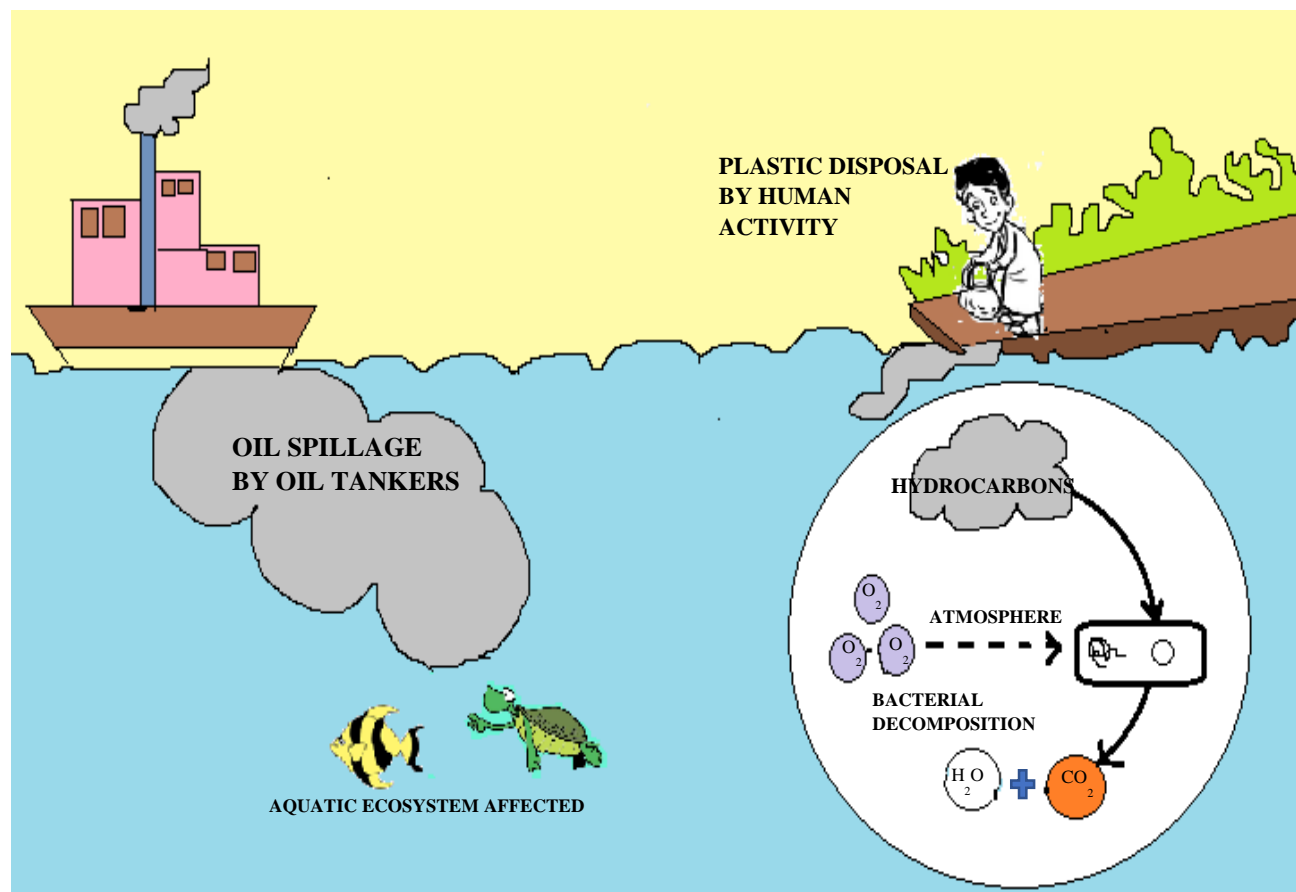 PLASTIC DISPOSAL
BY HUMAN
ACTIVITY
OIL SPILLAGE
BY OIL TANKERS
HYDROCARBONS
O2
O2
O2
ATMOSPHERE
BACTERIAL
DECOMPOSITION
H2O
CO2
AQUATIC ECOSYSTEM AFFECTED